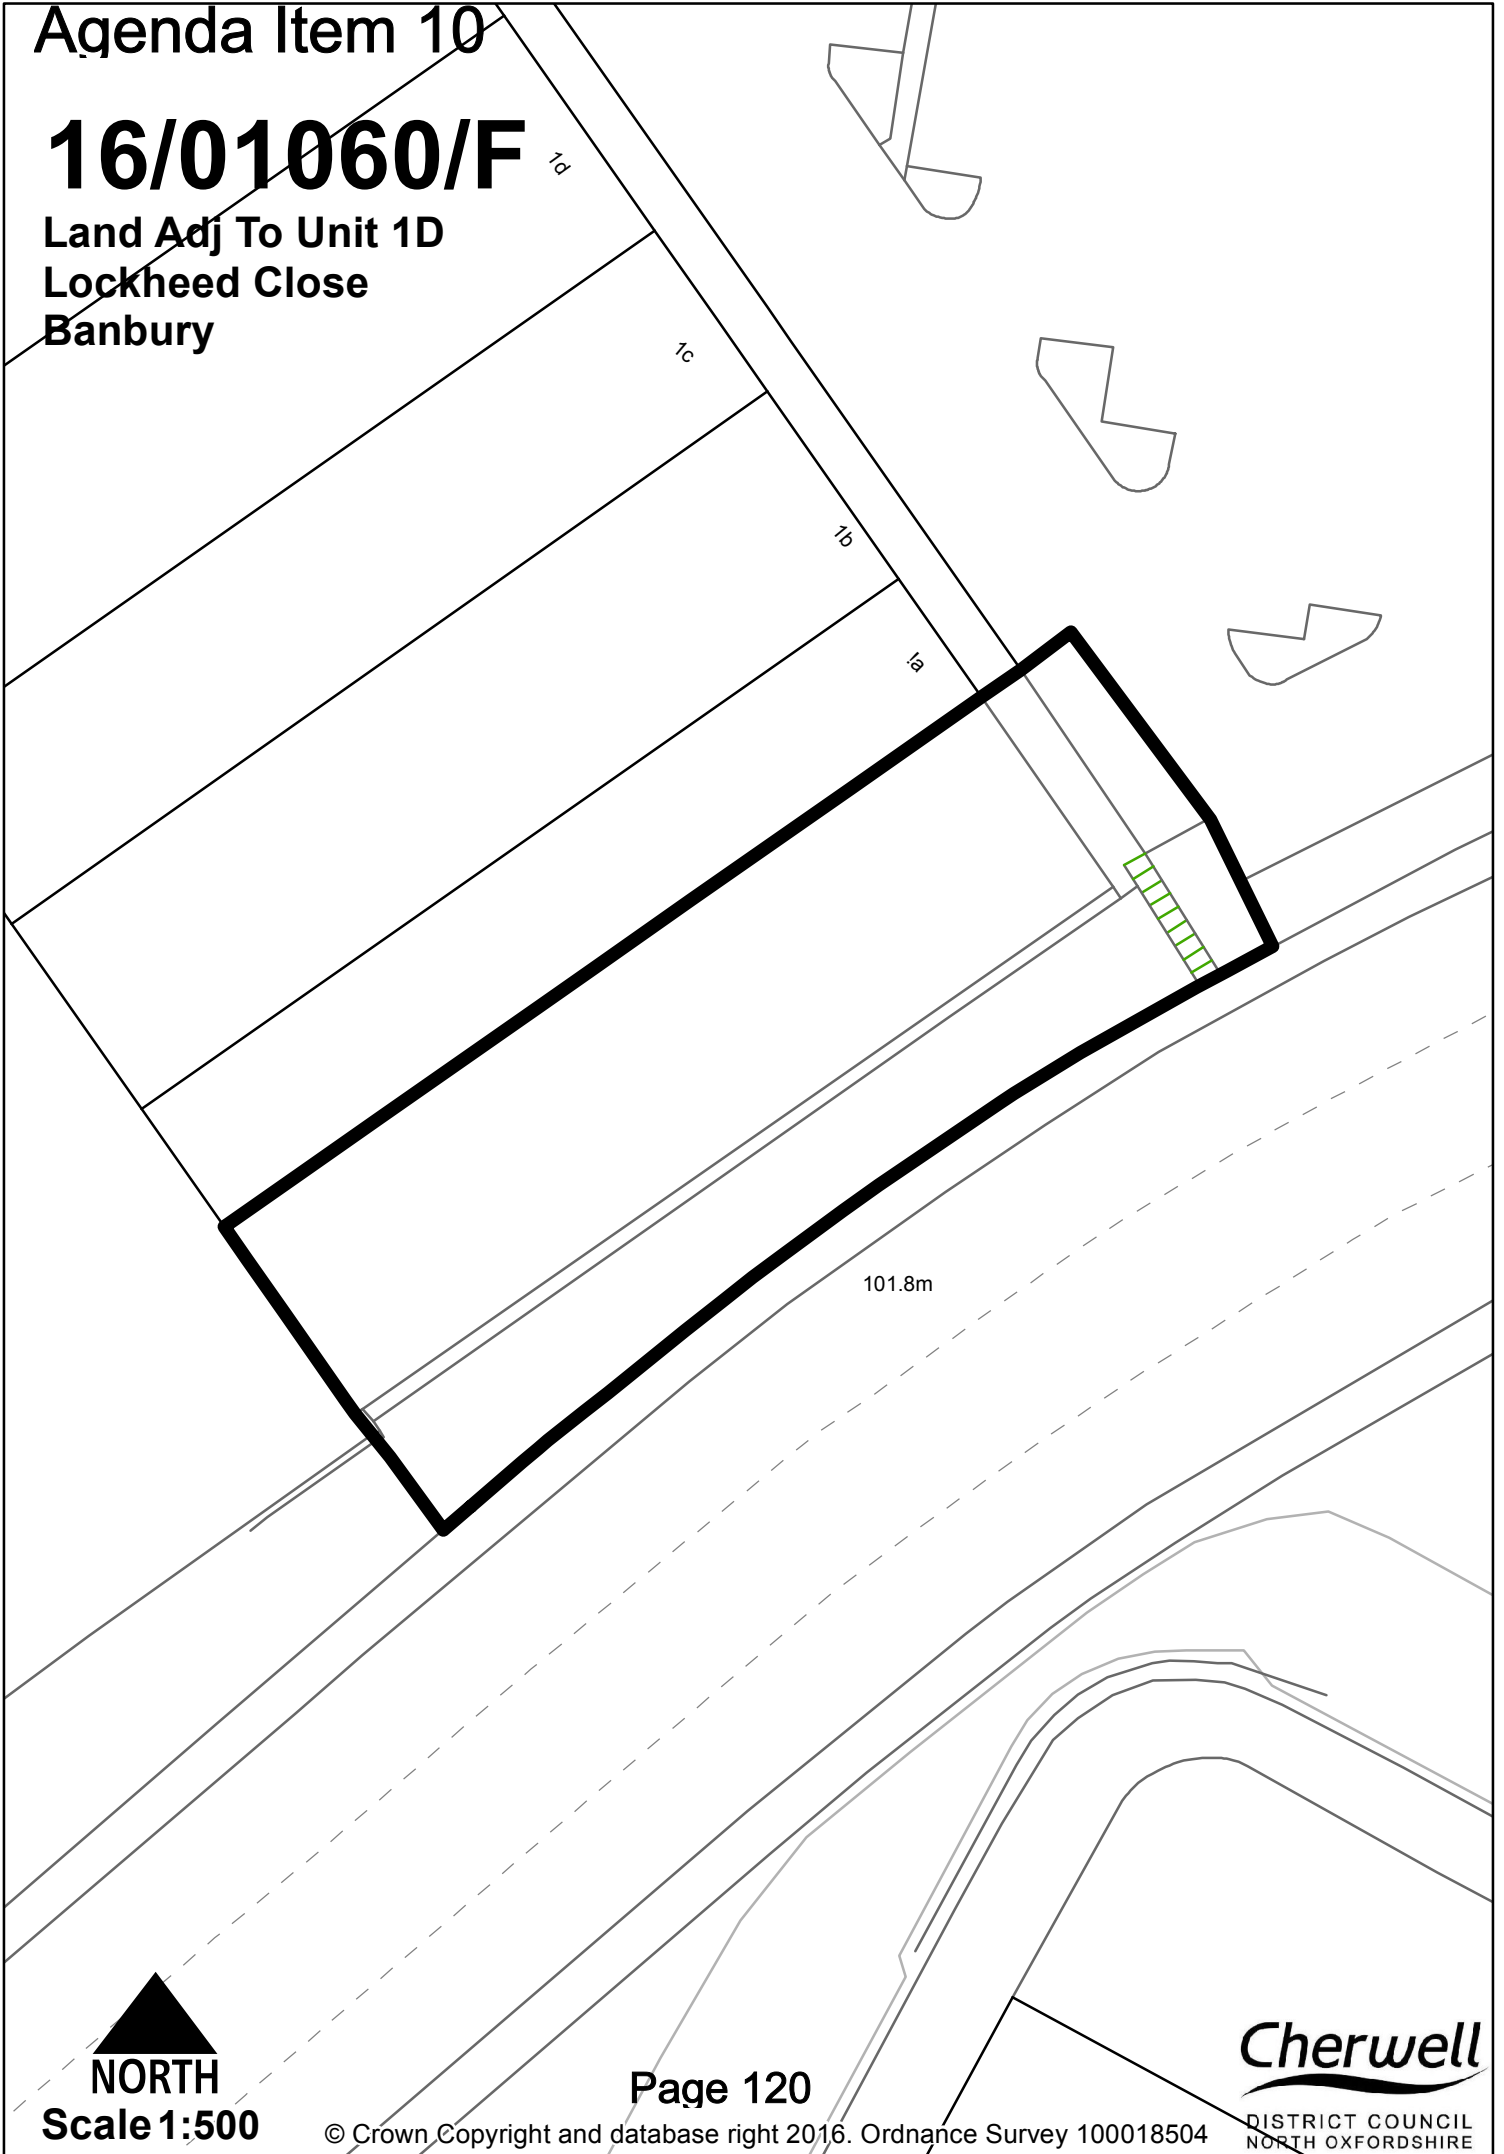 Agenda Item 10
16/01060/F
Land Adj To Unit 1D
Lockheed Close
Banbury
1d
1c
1b
!a
101.8m
NORTH
Scale 1:500
Page 120
© Crown Copyright and database right 2016. Ordnance Survey 100018504
Cherwell
DISTRICT COUNCIL
NORTH OXFORDSHIRE